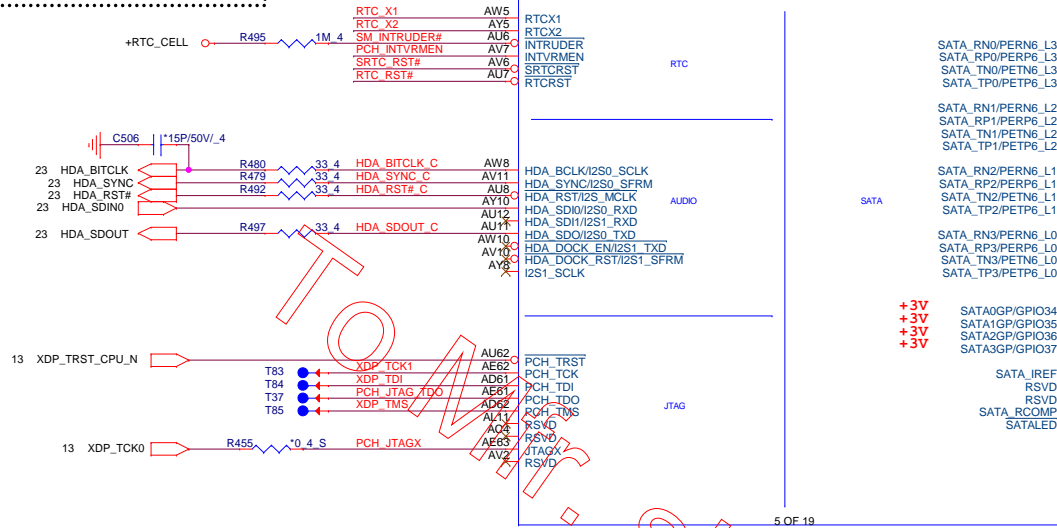 RTC_X1 AW5 RTCX1
RTC_X2 AY5 RTCX2
+RTC_CELL R495 1M_4 SM_INTRUDER# AU6 INTRUDER
PCH_INTVRMEN AV7 INTVRMEN
SRTC_RST# AV6 SRTCRST
RTC_RST# AU7 RTCRST
RTC
C506 *15P/50V/_4
23 HDA_BITCLK R480 33_4 HDA_BITCLK_C AW8 HDA_BCLK/I2S0_SCLK
23 HDA_SYNC R479 33_4 HDA_SYNC_C AV11 HDA_SYNC/I2S0_SFRM
23 HDA_RST# R492 33_4 HDA_RST#_C AU8 HDA_RST/I2S_MCLK
23 HDA_SDIN0 AY10 HDA_SDI0/I2S0_RXD
AU12 HDA_SDI1/I2S1_RXD
23 HDA_SDOUT R497 33_4 HDA_SDOUT_C AU11 HDA_SDO/I2S0_TXD
AW10 HDA_DOCK_EN/I2S1_TXD
AV10 HDA_DOCK_RST/I2S1_SFRM
AY8 I2S1_SCLK
AUDIO
13 XDP_TRST_CPU_N AU62 PCH_TRST
T83 XDP_TCK1 AE62 PCH_TCK
T84 XDP_TDI AD61 PCH_TDI
T37 PCH_JTAG_TDO AE61 PCH_TDO
T85 XDP_TMS AD62 PCH_TMS
AL11 RSVD
AC4 RSVD
13 XDP_TCK0 R455 *0_4_S PCH_JTAGX AE63 JTAGX
AV2 RSVD
JTAG
SATA
SATA_RN0/PERN6_L3
SATA_RP0/PERP6_L3
SATA_TN0/PETN6_L3
SATA_TP0/PETP6_L3
SATA_RN1/PERN6_L2
SATA_RP1/PERP6_L2
SATA_TN1/PETN6_L2
SATA_TP1/PETP6_L2
SATA_RN2/PERN6_L1
SATA_RP2/PERP6_L1
SATA_TN2/PETN6_L1
SATA_TP2/PETP6_L1
SATA_RN3/PERN6_L0
SATA_RP3/PERP6_L0
SATA_TN3/PETN6_L0
SATA_TP3/PETP6_L0
+3V SATA0GP/GPIO34
+3V SATA1GP/GPIO35
+3V SATA2GP/GPIO36
+3V SATA3GP/GPIO37
SATA_IREF
RSVD
RSVD
SATA_RCOMP
SATALED
5 OF 19